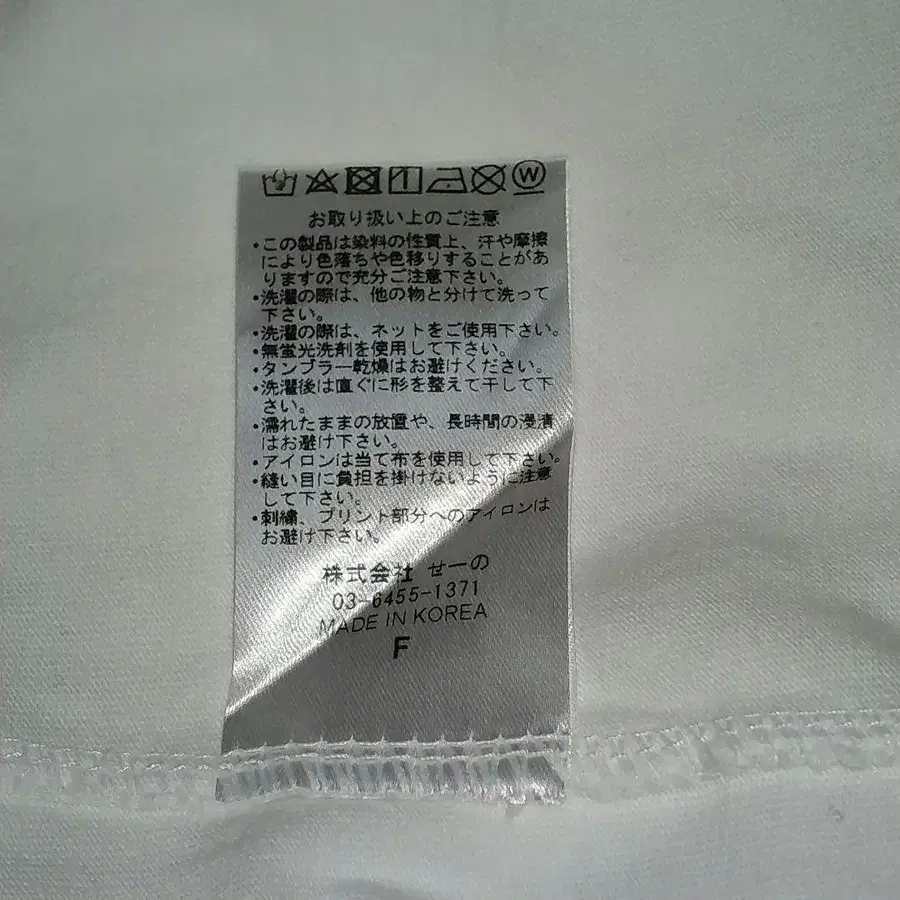 W
お取り扱い上のご注意
・この製品は染料の性質上、汗や摩擦
により色落ちや色移りすることがあ
りますので充分ご注意下さい。
・洗濯の際は、他の物と分けて洗って
下さい。
・洗濯の際は、ネットをご使用下さい。
・無蛍光洗剤を使用して下さい。
・タンブラー乾燥はお避けください。
・洗濯後は直ぐに形を整えて干して下
さい。
・濡れたままの放置や、長時間の浸漬
はお避け下さい。
・アイロンは当て布を使用して下さい。
・縫い目に負担を掛けないように注意
して下さい。
・刺繍、プリント部分へのアイロンは
お避け下さい。
株式会社 せーの
03-6455-1371
MADE IN KOREA
F